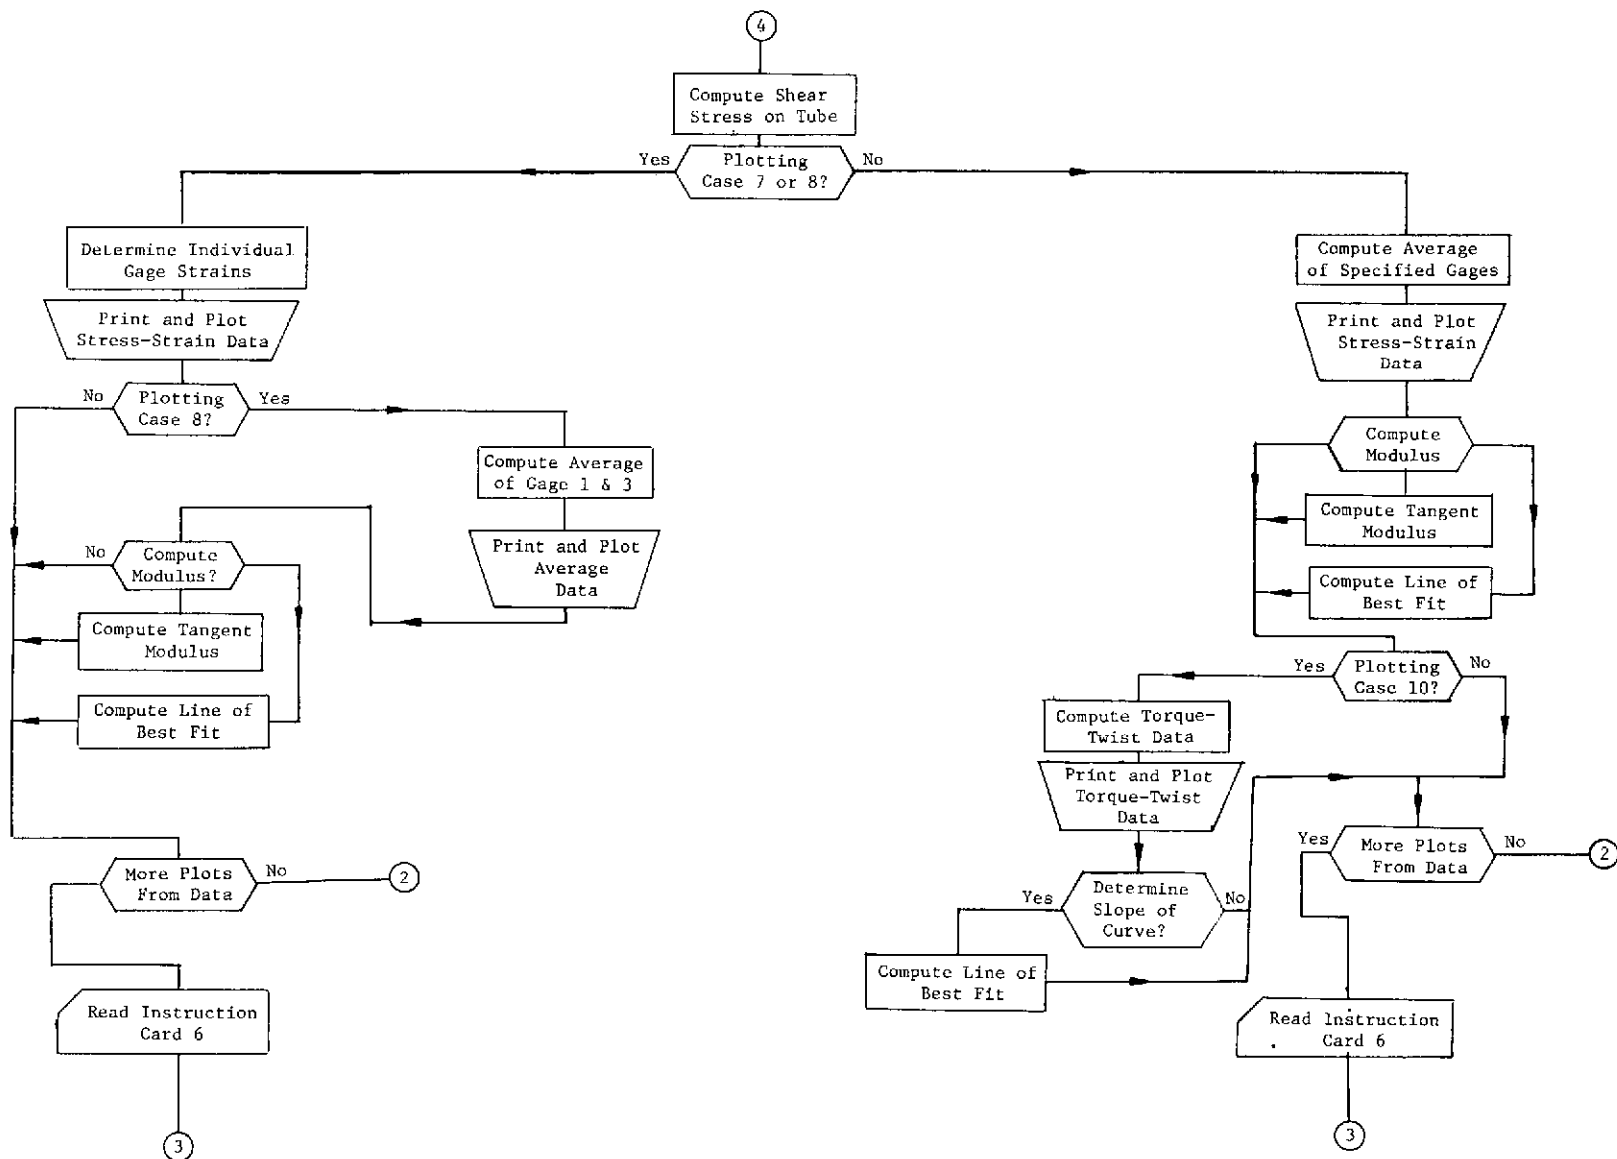 4
Compute Shear
Stress on Tube
Yes
Plotting
Case 7 or 8?
No
Determine Individual
Gage Strains
Print and Plot
Stress-Strain Data
No
Plotting
Case 8?
Yes
Compute Average
of Gage 1 & 3
Print and Plot
Average
Data
No
Compute
Modulus?
Compute Tangent
Modulus
Compute Line of
Best Fit
More Plots
From Data
No
2
Read Instruction
Card 6
3
Compute Average
of Specified Gages
Print and Plot
Stress-Strain
Data
Compute
Modulus
Compute Tangent
Modulus
Compute Line of
Best Fit
Yes
Plotting
Case 10?
No
Compute Torque-
Twist Data
Print and Plot
Torque-Twist
Data
Yes
Determine
Slope of
Curve?
No
Compute Line of
Best Fit
Yes
More Plots
From Data
No
2
Read Instruction
Card 6
3